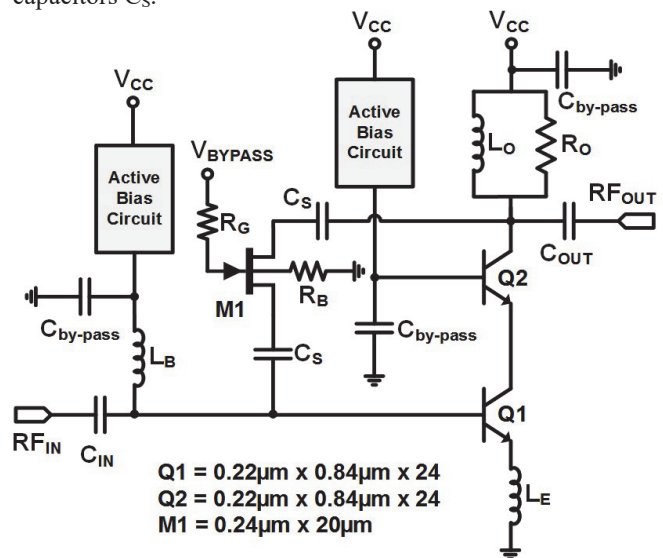 capacitors CS.
VCC
VCC
VCC
Cby-pass
Active
Bias
Circuit
LO
RO
VBYPASS
Active
Bias
Circuit
CS
RFOUT
RG
COUT
Q2
RB
M1
Cby-pass
Cby-pass
LB
CS
Q1
RFIN
CIN
LE
Q1 = 0.22µm x 0.84µm x 24
Q2 = 0.22µm x 0.84µm x 24
M1 = 0.24µm x 20µm